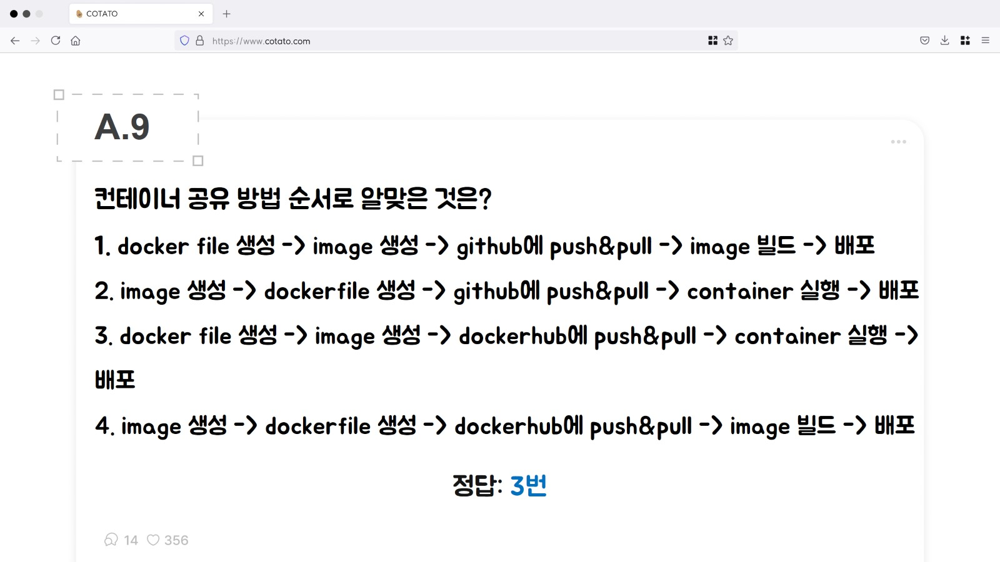 COTATO
https://www.cotato.com
A.9
컨테이너 공유 방법 순서로 알맞은 것은?
1. docker file 생성 -> image 생성 -> github에 push&pull -> image 빌드 -> 배포
2. image 생성 -> dockerfile 생성 -> github에 push&pull -> container 실행 -> 배포
3. docker file 생성 -> image 생성 -> dockerhub에 push&pull -> container 실행 ->
배포
4. image 생성 -> dockerfile 생성 -> dockerhub에 push&pull -> image 빌드 -> 배포
정답: 3번
14 356